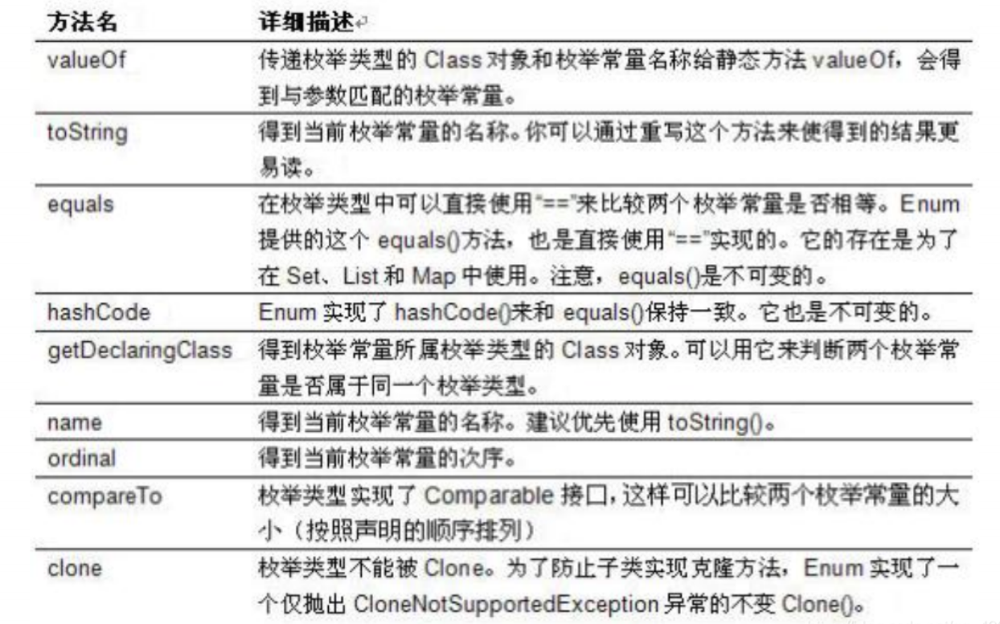 方法名 详细描述
valueOf 传递枚举类型的 Class 对象和枚举常量名称给静态方法 valueOf，会得
到与参数匹配的枚举常量。
toString 得到当前枚举常量的名称。你可以通过重写这个方法来使得到的结果更
易读。
equals 在枚举类型中可以直接使用“==”来比较两个枚举常量是否相等。Enum
提供的这个 equals()方法，也是直接使用“==”实现的。它的存在是为了
在 Set、List 和 Map 中使用。注意，equals()是不可变的。
hashCode Enum 实现了 hashCode()来和 equals()保持一致。它也是不可变的。
getDeclaringClass 得到枚举常量所属枚举类型的 Class 对象。可以用它来判断两个枚举常
量是否属于同一个枚举类型。
name 得到当前枚举常量的名称。建议优先使用 toString()。
ordinal 得到当前枚举常量的次序。
compareTo 枚举类型实现了 Comparable 接口，这样可以比较两个枚举常量的大
小（按照声明的顺序排列）
clone 枚举类型不能被 Clone。为了防止子类实现克隆方法，Enum 实现了一
个仅抛出 CloneNotSupportedException 异常的不变 Clone()。